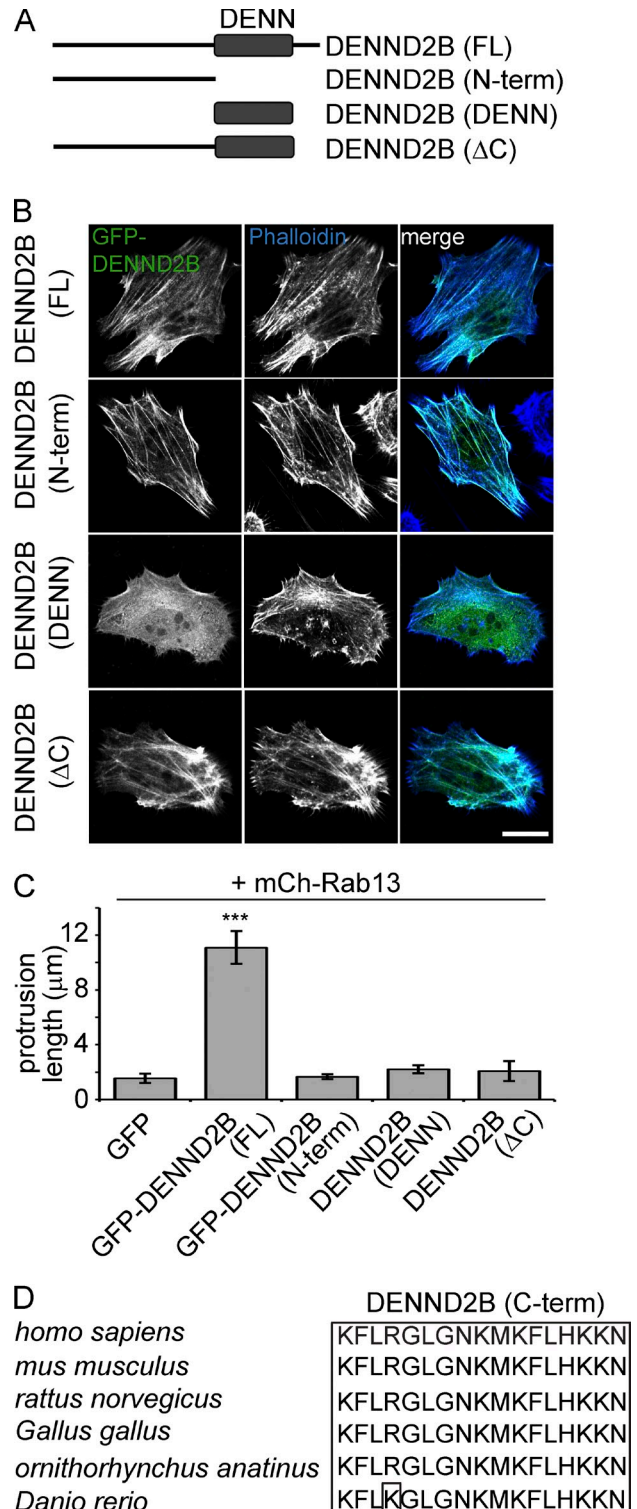 A
DENN
DENND2B (FL)
DENND2B (N-term)
DENND2B (DENN)
DENND2B (ΔC)
B
GFP-
DENND2B
Phalloidin
merge
DENND2B
(FL)
DENND2B
(N-term)
DENND2B
(DENN)
DENND2B
(ΔC)
C
+ mCh-Rab13
***
protrusion
length (μm)
12
8
4
0
GFP
GFP-DENND2B
(FL)
GFP-DENND2B
(N-term)
DENND2B
(DENN)
DENND2B
(ΔC)
D
DENND2B (C-term)
homo sapiens KFLRGLGNKMKFLHKKN
mus musculus KFLRGLGNKMKFLHKKN
rattus norvegicus KFLRGLGNKMKFLHKKN
Gallus gallus KFLRGLGNKMKFLHKKN
ornithorhynchus anatinus KFLRGLGNKMKFLHKKN
Danio rerio KFLKGLGNKMKFLHKKN